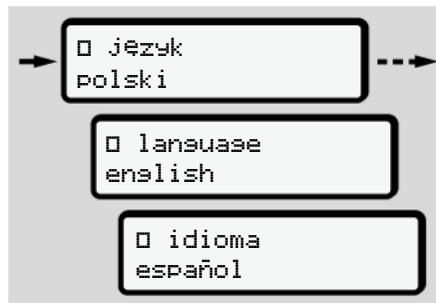 □ język
polski
□ language
english
□ idioma
español